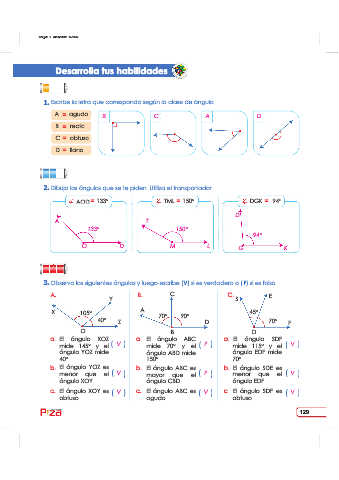 Desarrolla tus habilidades
1. Escribe la letra que corresponda según la clase de ángulo.
A = agudo
B = recto
C = obtuso
D = llano
B C A D
2. Dibuja los ángulos que se te piden. Utiliza el transportador.
AOD = 133°
TML = 150°
DGK = 94°
A 133° O D
T 150° M L
D 94° G K
3. Observa los siguientes ángulos y luego escribe (V) si es verdadero o (F) si es falso.
A. X Y 105° 40° O Z
B. C A 70° 90° D B
C. S E 45° 70° D F
a. El ángulo XOZ
mide 145° y el ( V )
ángulo YOZ mide
40°
b. El ángulo YOZ es
menor que el ( V )
ángulo XOY
c. El ángulo XOY es ( V )
obtuso
a. El ángulo ABC
mide 70° y el ( F )
ángulo ABD mide
150°
b. El ángulo ABC es
mayor que el ( F )
ángulo CBD
c. El ángulo ABC es ( V )
agudo
a. El ángulo SDF
mide 115° y el ( V )
ángulo EDF mide
70°
b. El ángulo SDE es
menor que el ( V )
ángulo EDF
c. El ángulo SDF es ( V )
obtuso
129